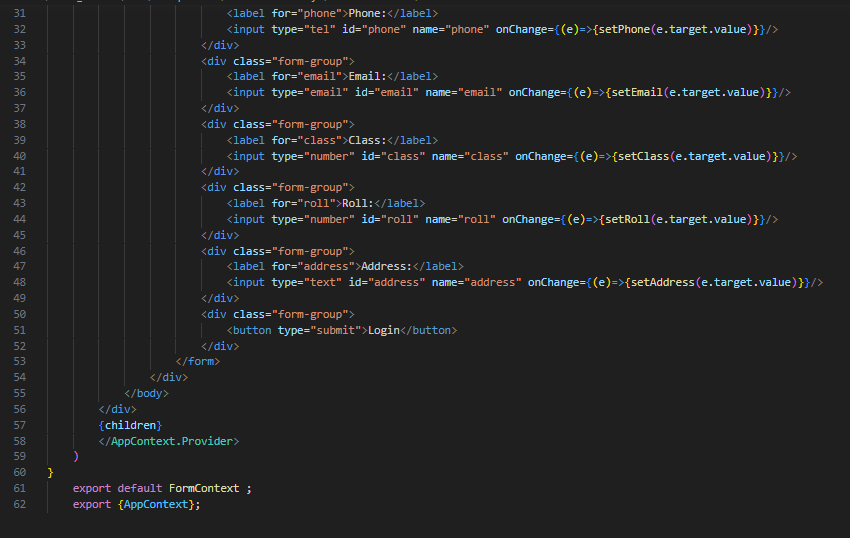 31 <label for="phone">Phone:</label>
32 <input type="tel" id="phone" name="phone" onChange={(e)=>{setPhone(e.target.value)}}/>
33 </div>
34 <div class="form-group">
35 <label for="email">Email:</label>
36 <input type="email" id="email" name="email" onChange={(e)=>{setEmail(e.target.value)}}/>
37 </div>
38 <div class="form-group">
39 <label for="class">Class:</label>
40 <input type="number" id="class" name="class" onChange={(e)=>{setClass(e.target.value)}}/>
41 </div>
42 <div class="form-group">
43 <label for="roll">Roll:</label>
44 <input type="number" id="roll" name="roll" onChange={(e)=>{setRoll(e.target.value)}}/>
45 </div>
46 <div class="form-group">
47 <label for="address">Address:</label>
48 <input type="text" id="address" name="address" onChange={(e)=>{setAddress(e.target.value)}}/>
49 </div>
50 <div class="form-group">
51 <button type="submit">Login</button>
52 </div>
53 </form>
54 </div>
55 </body>
56 </div>
57 {children}
58 </AppContext.Provider>
59 )
60 }
61 export default FormContext ;
62 export {AppContext};